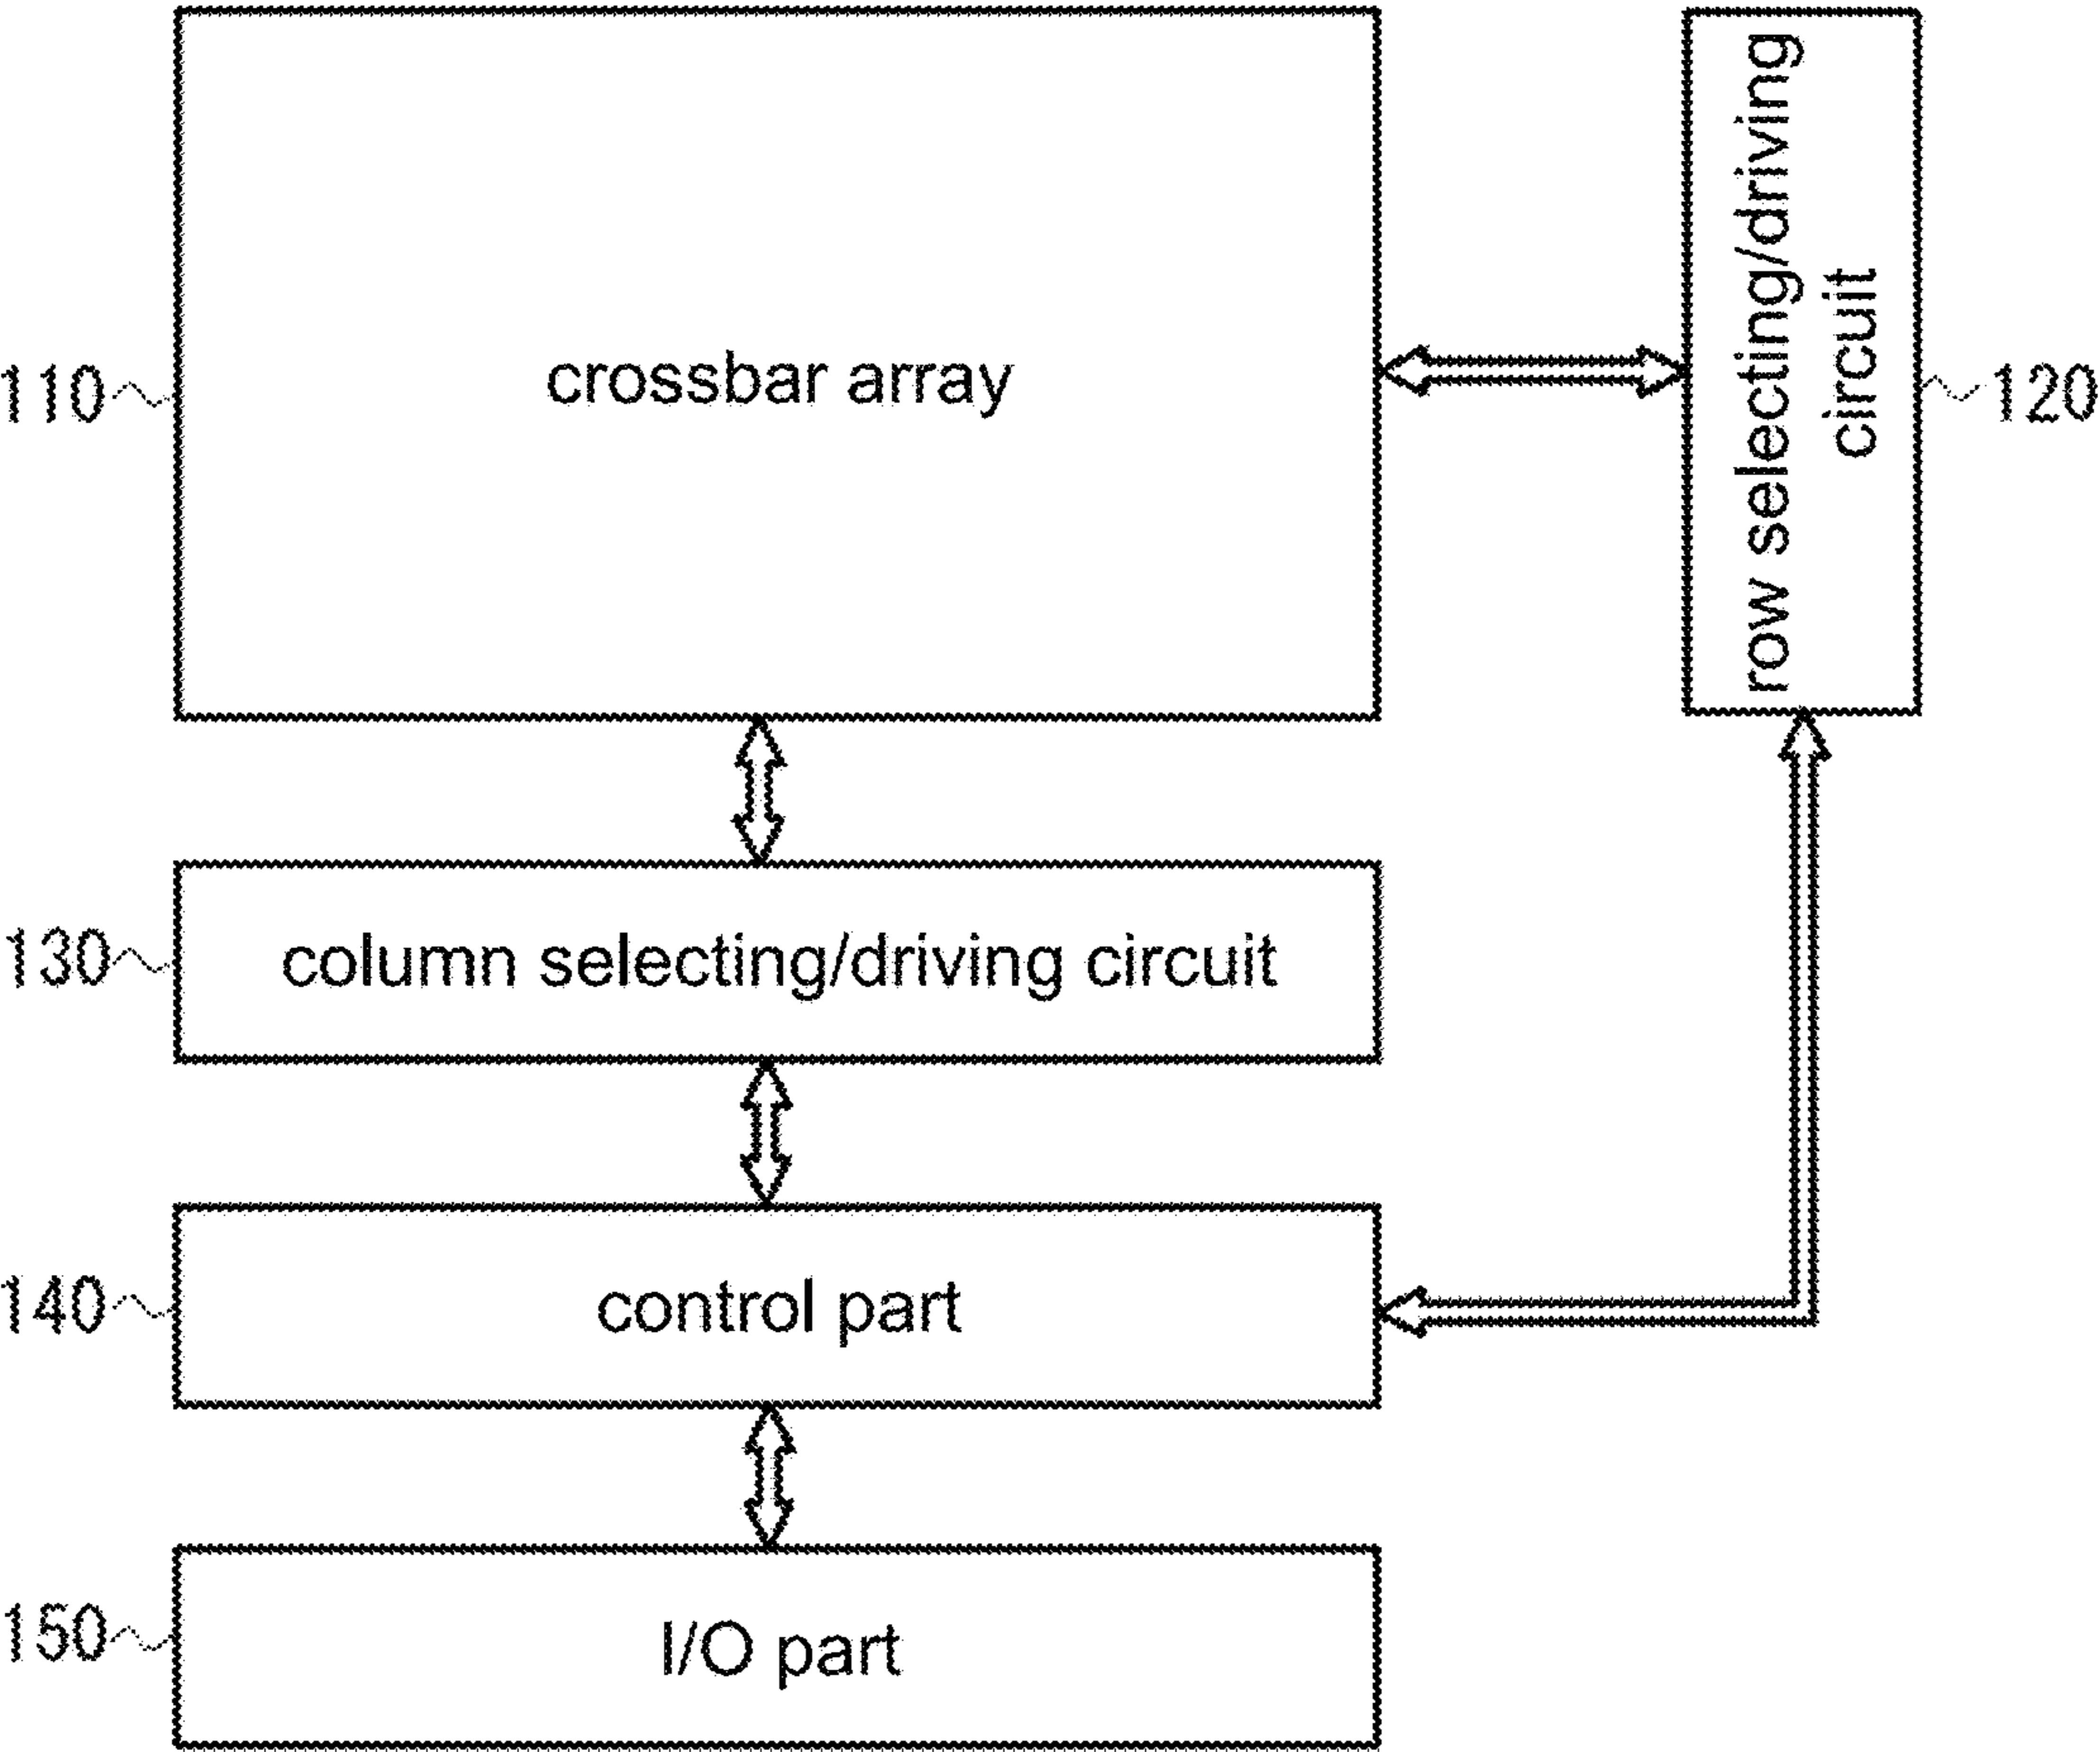 110
crossbar array
row selecting/driving
circuit
120
130
column selecting/driving circuit
140
control part
150
I/O part